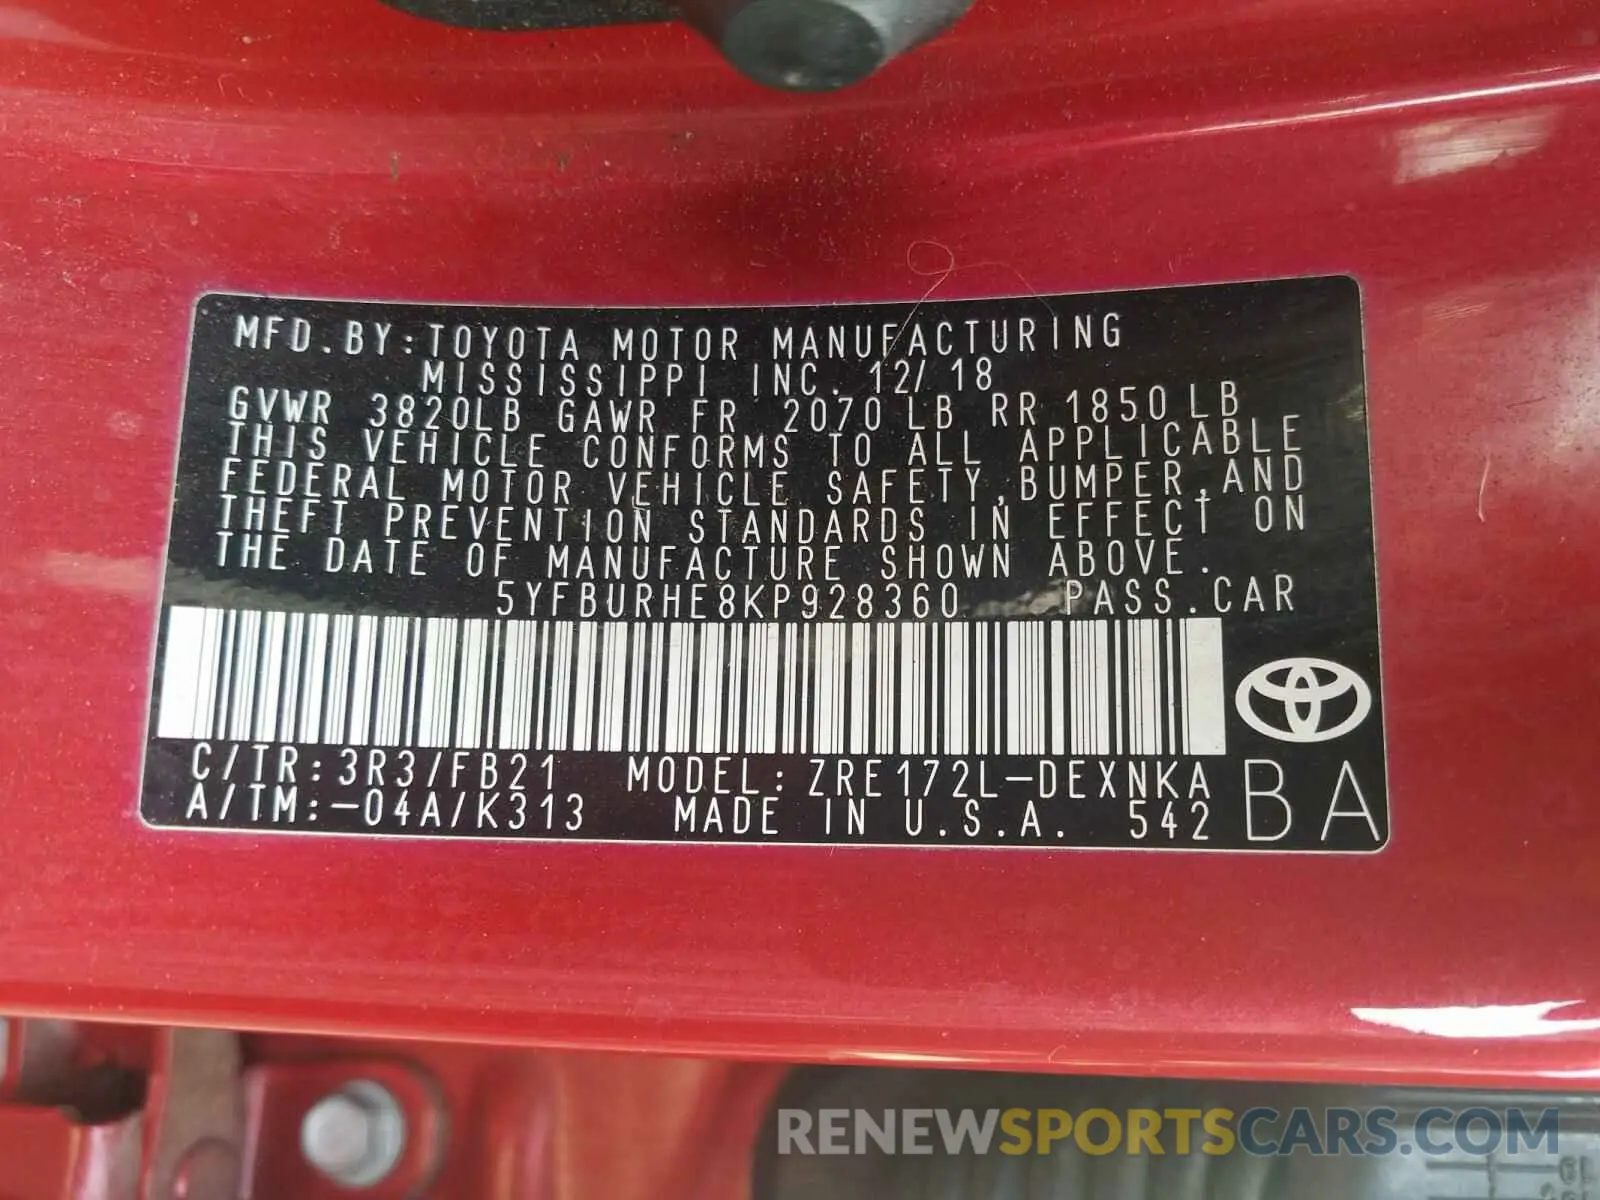 MFD.BY:TOYOTA MOTOR MANUFACTURING
MISSISSIPPI INC. 12/18
GVWR 3820LB GAWR FR 2070LB RR 1850LB
THIS VEHICLE CONFORMS TO ALL APPLICABLE
FEDERAL MOTOR VEHICLE SAFETY,BUMPER,AND
THEFT PREVENTION STANDARDS IN EFFECT ON
THE DATE OF MANUFACTURE SHOWN ABOVE.
5YFBURHE8KP928360 PASS.CAR
C/TR:3R3/FB21 MODEL:ZRE172L-DEXNKA
A/TM:-04A/K313 MADE IN U.S.A. 542
BA
RENEWSPORTSCARS.COM